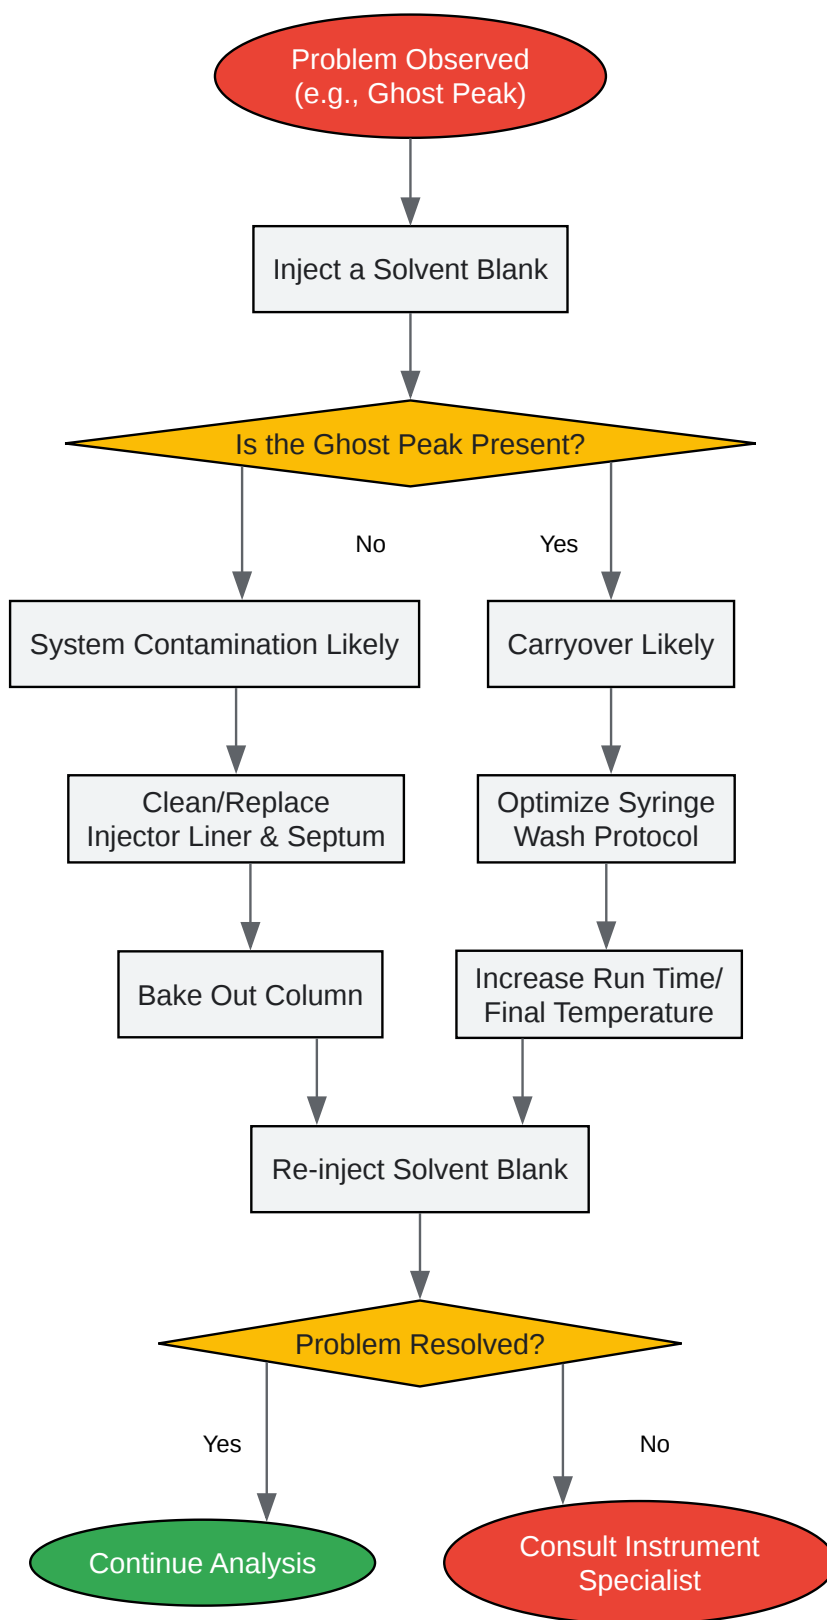 Problem Observed
(e.g., Ghost Peak)
Inject a Solvent Blank
Is the Ghost Peak Present?
No
Yes
System Contamination Likely
Carryover Likely
Clean/Replace
Injector Liner & Septum
Optimize Syringe
Wash Protocol
Bake Out Column
Increase Run Time/
Final Temperature
Re-inject Solvent Blank
Problem Resolved?
Yes
No
Continue Analysis
Consult Instrument
Specialist